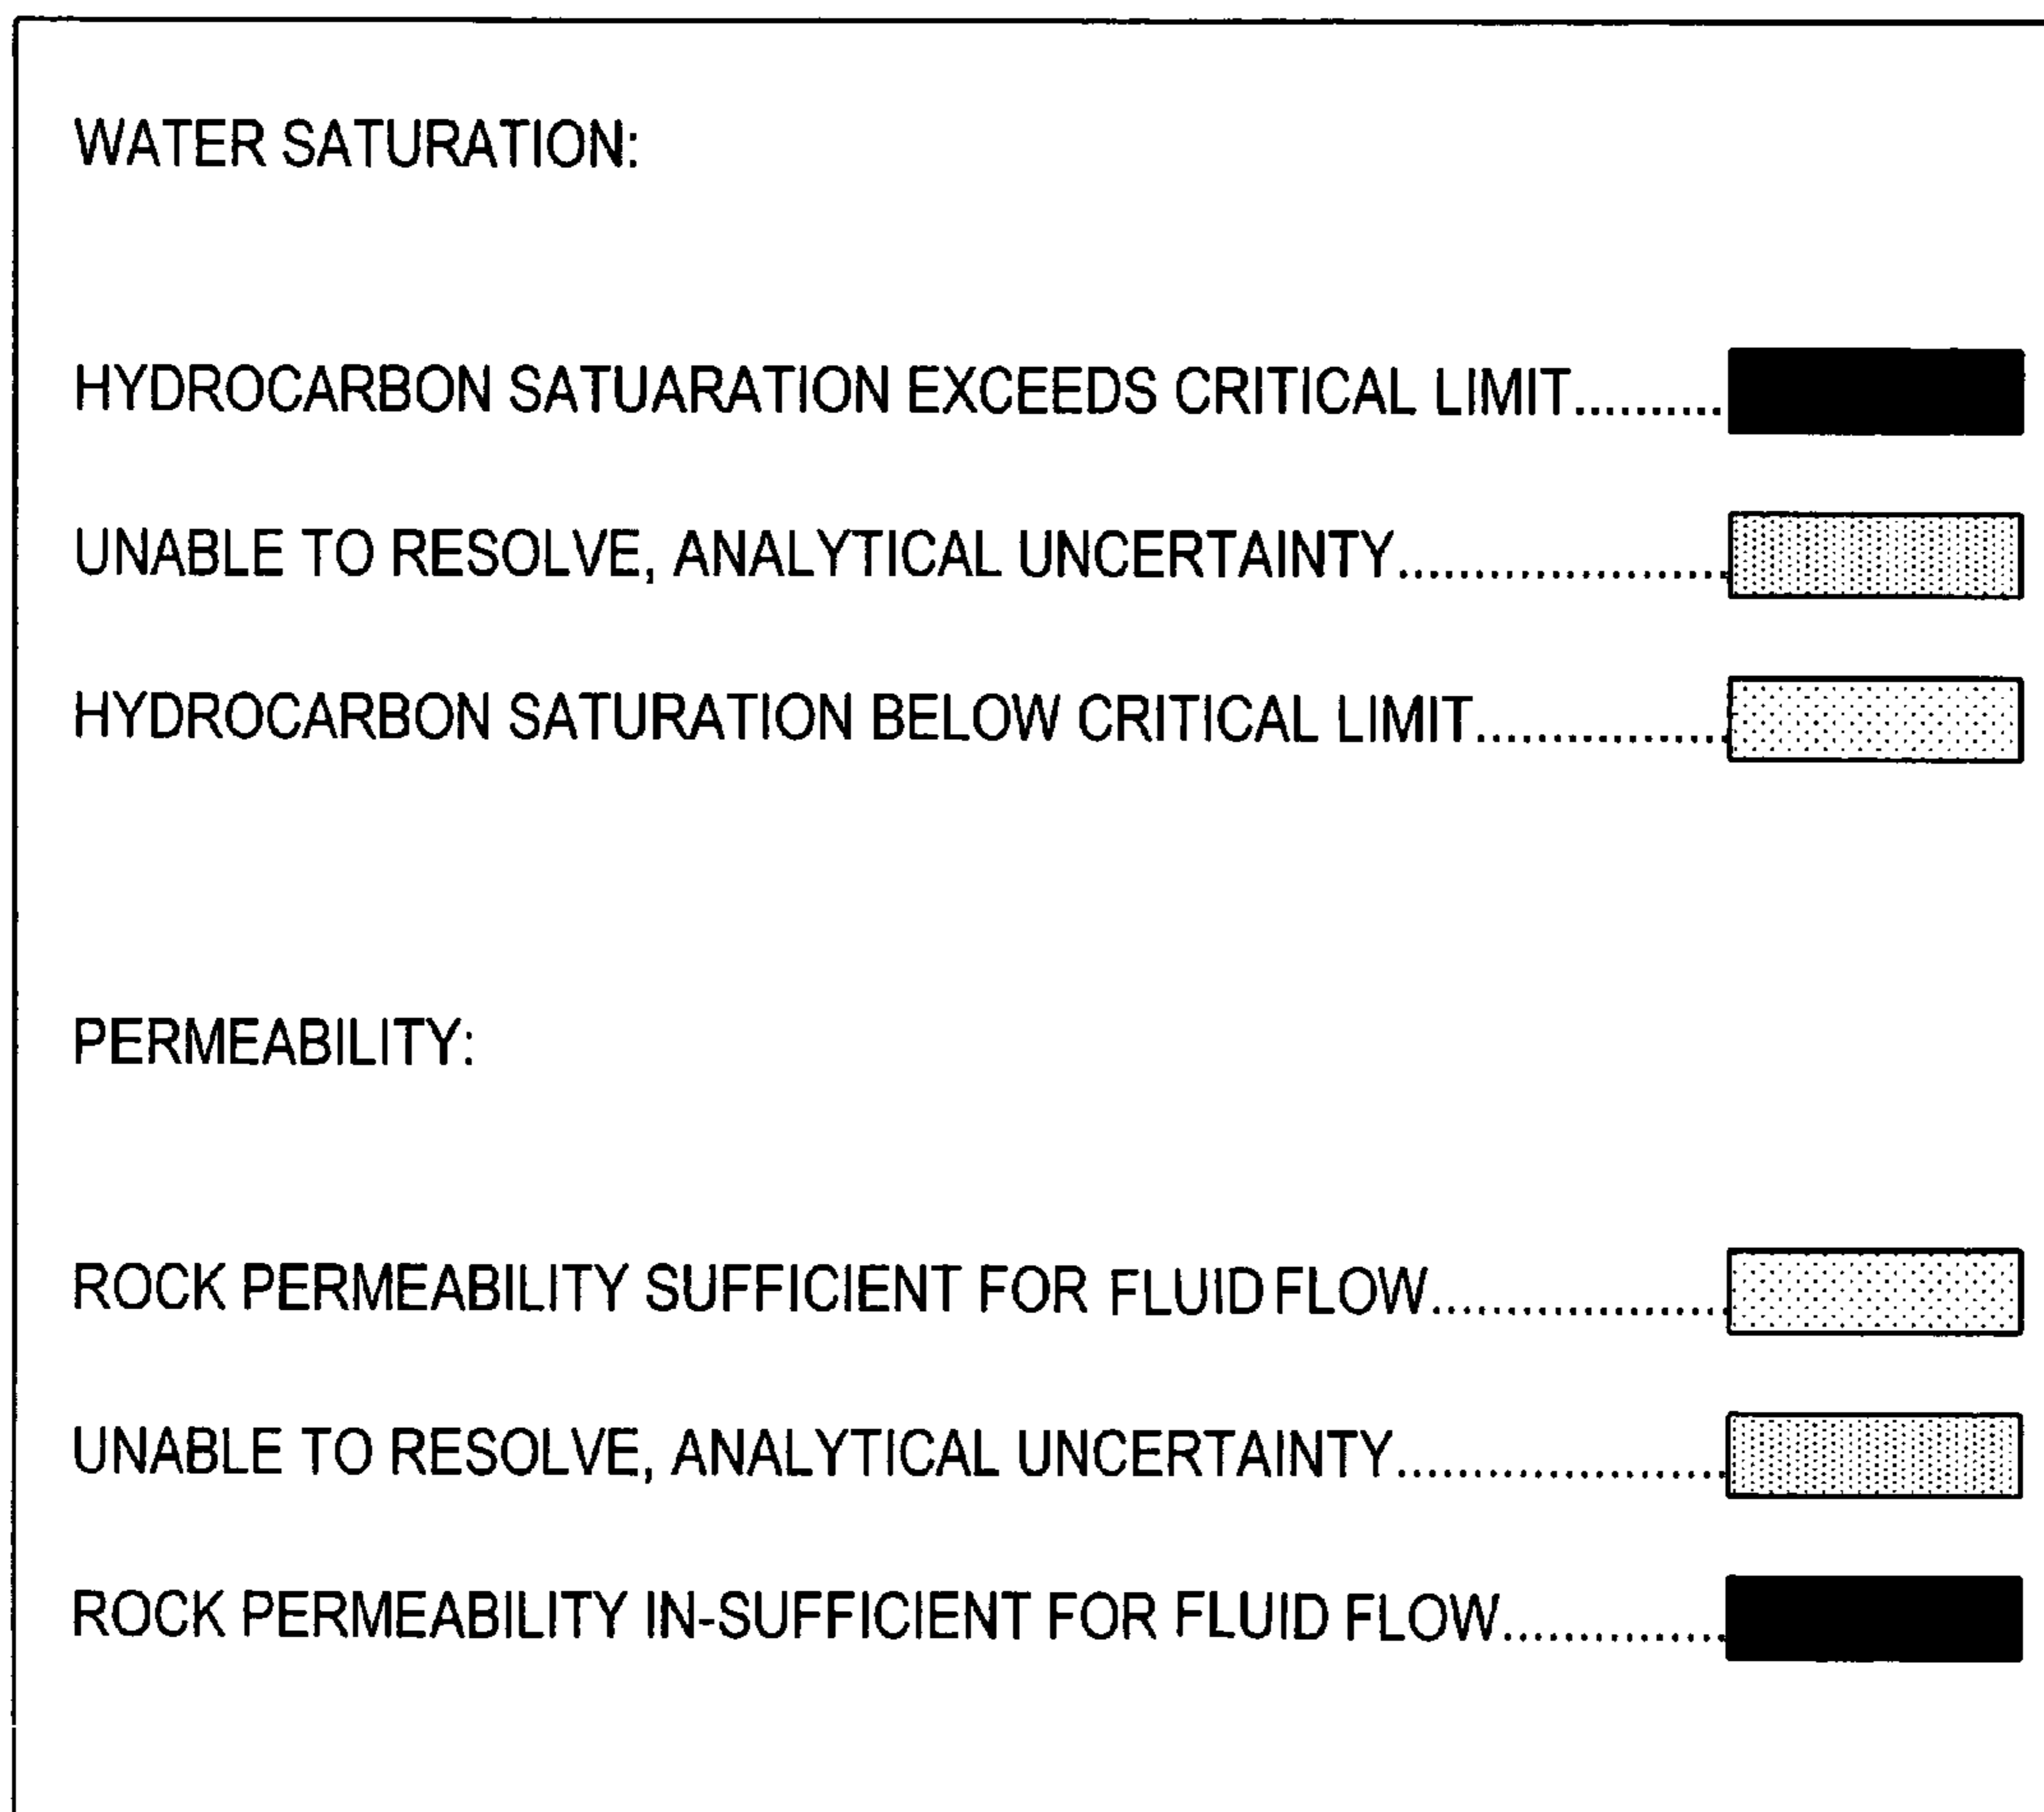 WATER SATURATION:
HYDROCARBON SATUARATION EXCEEDS CRITICAL LIMIT..........
UNABLE TO RESOLVE, ANALYTICAL UNCERTAINTY......................
HYDROCARBON SATURATION BELOW CRITICAL LIMIT.................
PERMEABILITY:
ROCK PERMEABILITY SUFFICIENT FOR FLUID FLOW....................
UNABLE TO RESOLVE, ANALYTICAL UNCERTAINTY......................
ROCK PERMEABILITY IN-SUFFICIENT FOR FLUID FLOW...............